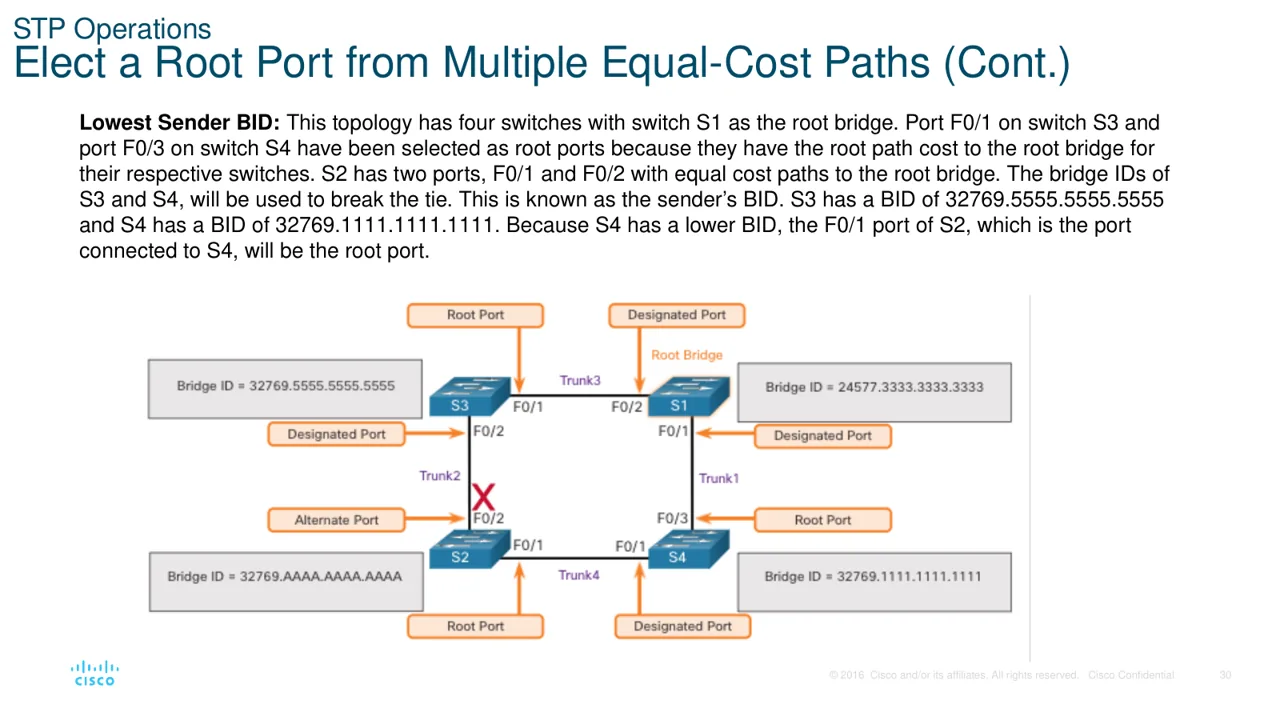 STP Operations
Elect a Root Port from Multiple Equal-Cost Paths (Cont.)
Lowest Sender BID: This topology has four switches with switch S1 as the root bridge. Port F0/1 on switch S3 and
port F0/3 on switch S4 have been selected as root ports because they have the root path cost to the root bridge for
their respective switches. S2 has two ports, F0/1 and F0/2 with equal cost paths to the root bridge. The bridge IDs of
S3 and S4, will be used to break the tie. This is known as the sender’s BID. S3 has a BID of 32769.5555.5555.5555
and S4 has a BID of 32769.1111.1111.1111. Because S4 has a lower BID, the F0/1 port of S2, which is the port
connected to S4, will be the root port.
Root Port
Designated Port
Root Bridge
Bridge ID = 32769.5555.5555.5555
Trunk3
Bridge ID = 24577.3333.3333.3333
S3
F0/1
F0/2
S1
Designated Port
F0/2
F0/1
Designated Port
Trunk2
Trunk1
X
Alternate Port
F0/2
F0/3
Root Port
S2
F0/1
F0/1
S4
Bridge ID = 32769.AAAA.AAAA.AAAA
Trunk4
Bridge ID = 32769.1111.1111.1111
Root Port
Designated Port
CISCO
© 2016 Cisco and/or its affiliates. All rights reserved. Cisco Confidential
30